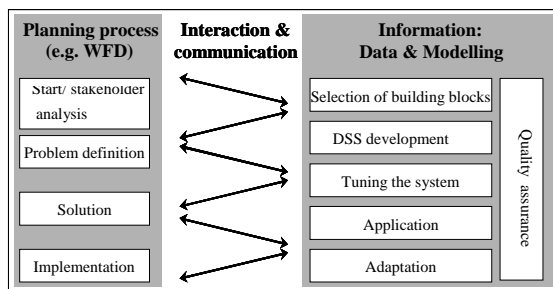 Planning process
(e.g. WFD)
Start/ stakeholder
analysis
Problem definition
Solution
Implementation
Interaction &
communication
Information:
Data & Modelling
Selection of building blocks
DSS development
Tuning the system
Application
Adaptation
Quality assurance